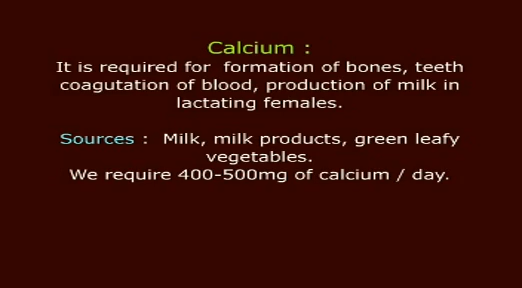 Calcium :
It is required for formation of bones, teeth
coagutation of blood, production of milk in
lactating females.
Sources : Milk, milk products, green leafy
vegetables.
We require 400-500mg of calcium / day.